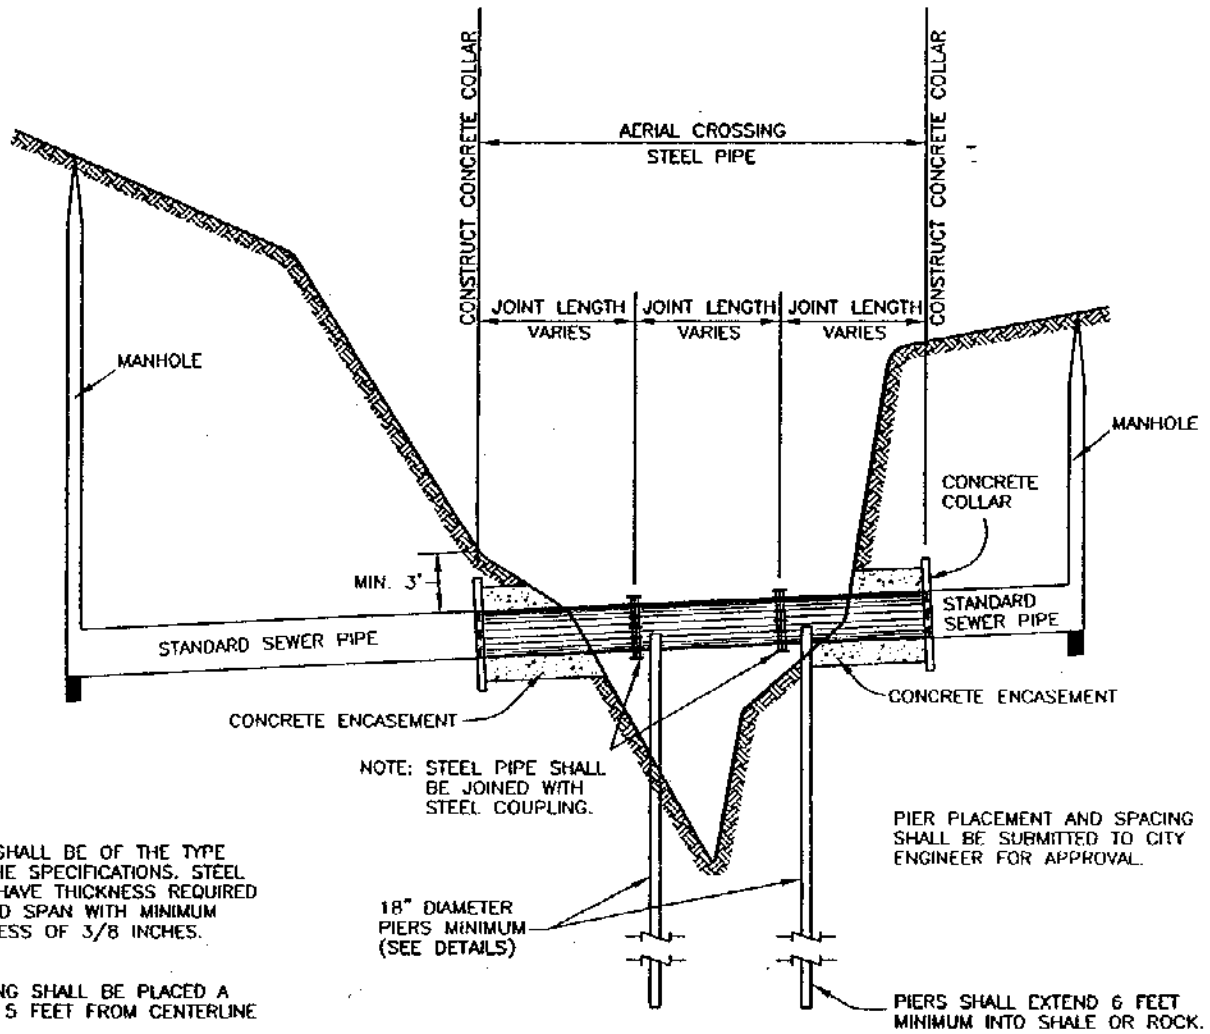 CONSTRUCT CONCRETE COLLAR
AERIAL CROSSING
STEEL PIPE
CONSTRUCT CONCRETE COLLAR
JOINT LENGTH
VARIES
JOINT LENGTH
VARIES
JOINT LENGTH
VARIES
MANHOLE
MANHOLE
CONCRETE
COLLAR
MIN. 3'
STANDARD SEWER PIPE
STANDARD
SEWER PIPE
CONCRETE ENCASEMENT
CONCRETE ENCASEMENT
NOTE: STEEL PIPE SHALL
BE JOINED WITH
STEEL COUPLING.
PIER PLACEMENT AND SPACING
SHALL BE SUBMITTED TO CITY
ENGINEER FOR APPROVAL.
SHALL BE OF THE TYPE
HE SPECIFICATIONS. STEEL
HAVE THICKNESS REQUIRED
D SPAN WITH MINIMUM
ESS OF 3/8 INCHES.
18" DIAMETER
PIERS MINIMUM
(SEE DETAILS)
NG SHALL BE PLACED A
5 FEET FROM CENTERLINE
PIERS SHALL EXTEND 6 FEET
MINIMUM INTO SHALE OR ROCK.